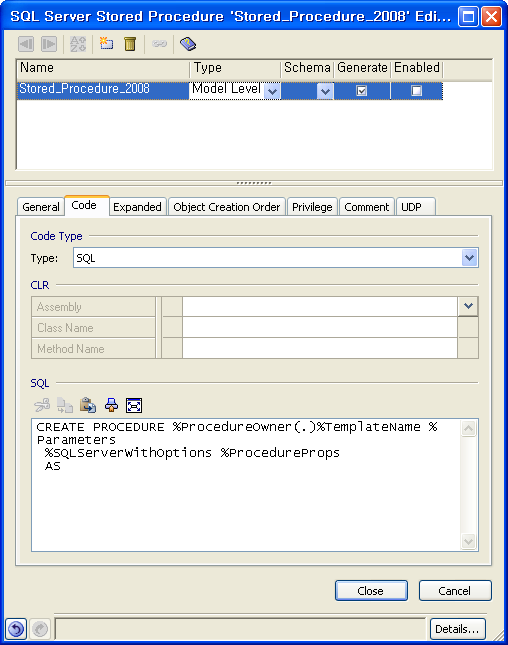 SQL Server Stored Procedure 'Stored_Procedure_2008' Edi...
Name Type Schema Generate Enabled
Stored_Procedure_2008 Model Level
General Code Expanded Object Creation Order Privilege Comment UDP
Code Type
Type: SQL
CLR
Assembly
Class Name
Method Name
SQL
CREATE PROCEDURE %ProcedureOwner(.)%TemplateName %
Parameters
%SQLServerWithOptions %ProcedureProps
AS
Close Cancel
Details...